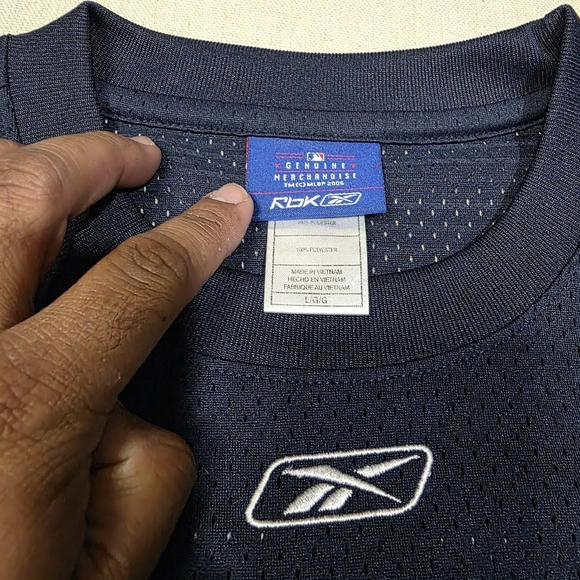 GENUINE
MERCHANDISE
TM(C) MLBP 2006
Rbk
100% POLYESTER
MADE IN VIETNAM
HECHO EN VIETNAM
FABRIQUE AU VIETNAM
L/G/G